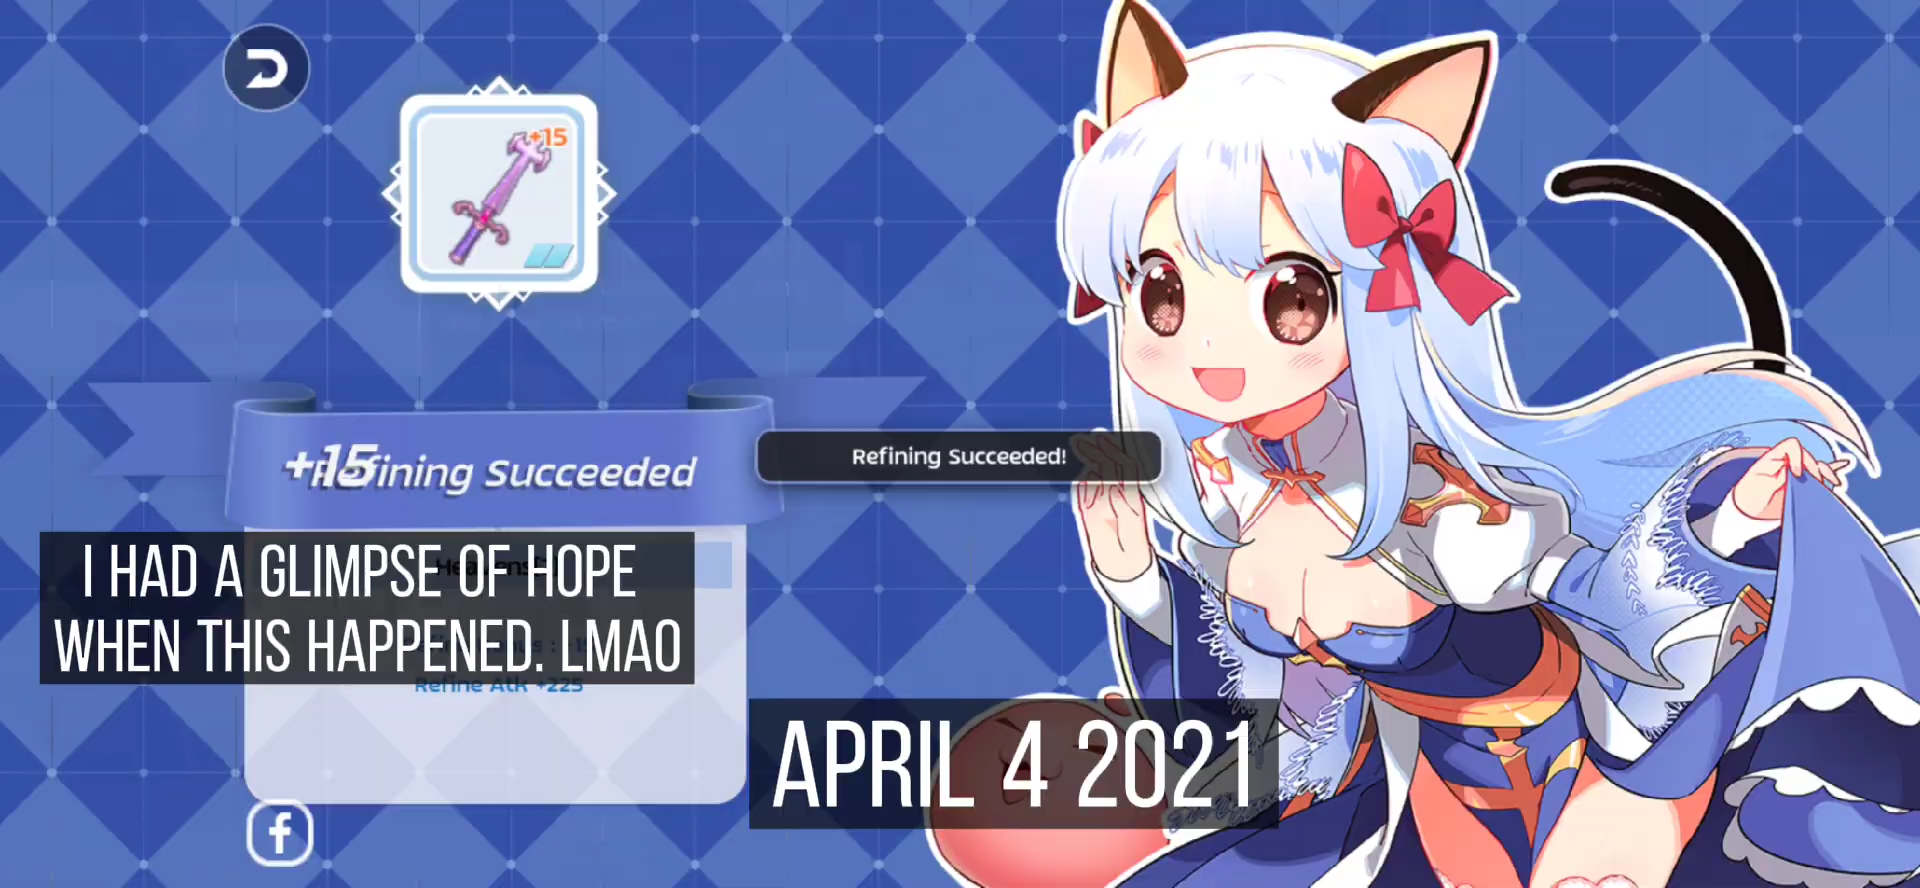 +15
+15
Refining Succeeded
Refining Succeeded!
I HAD A GLIMPSE OF HOPE
WHEN THIS HAPPENED. LMAO
Refine Atk +225
APRIL 4 2021
f